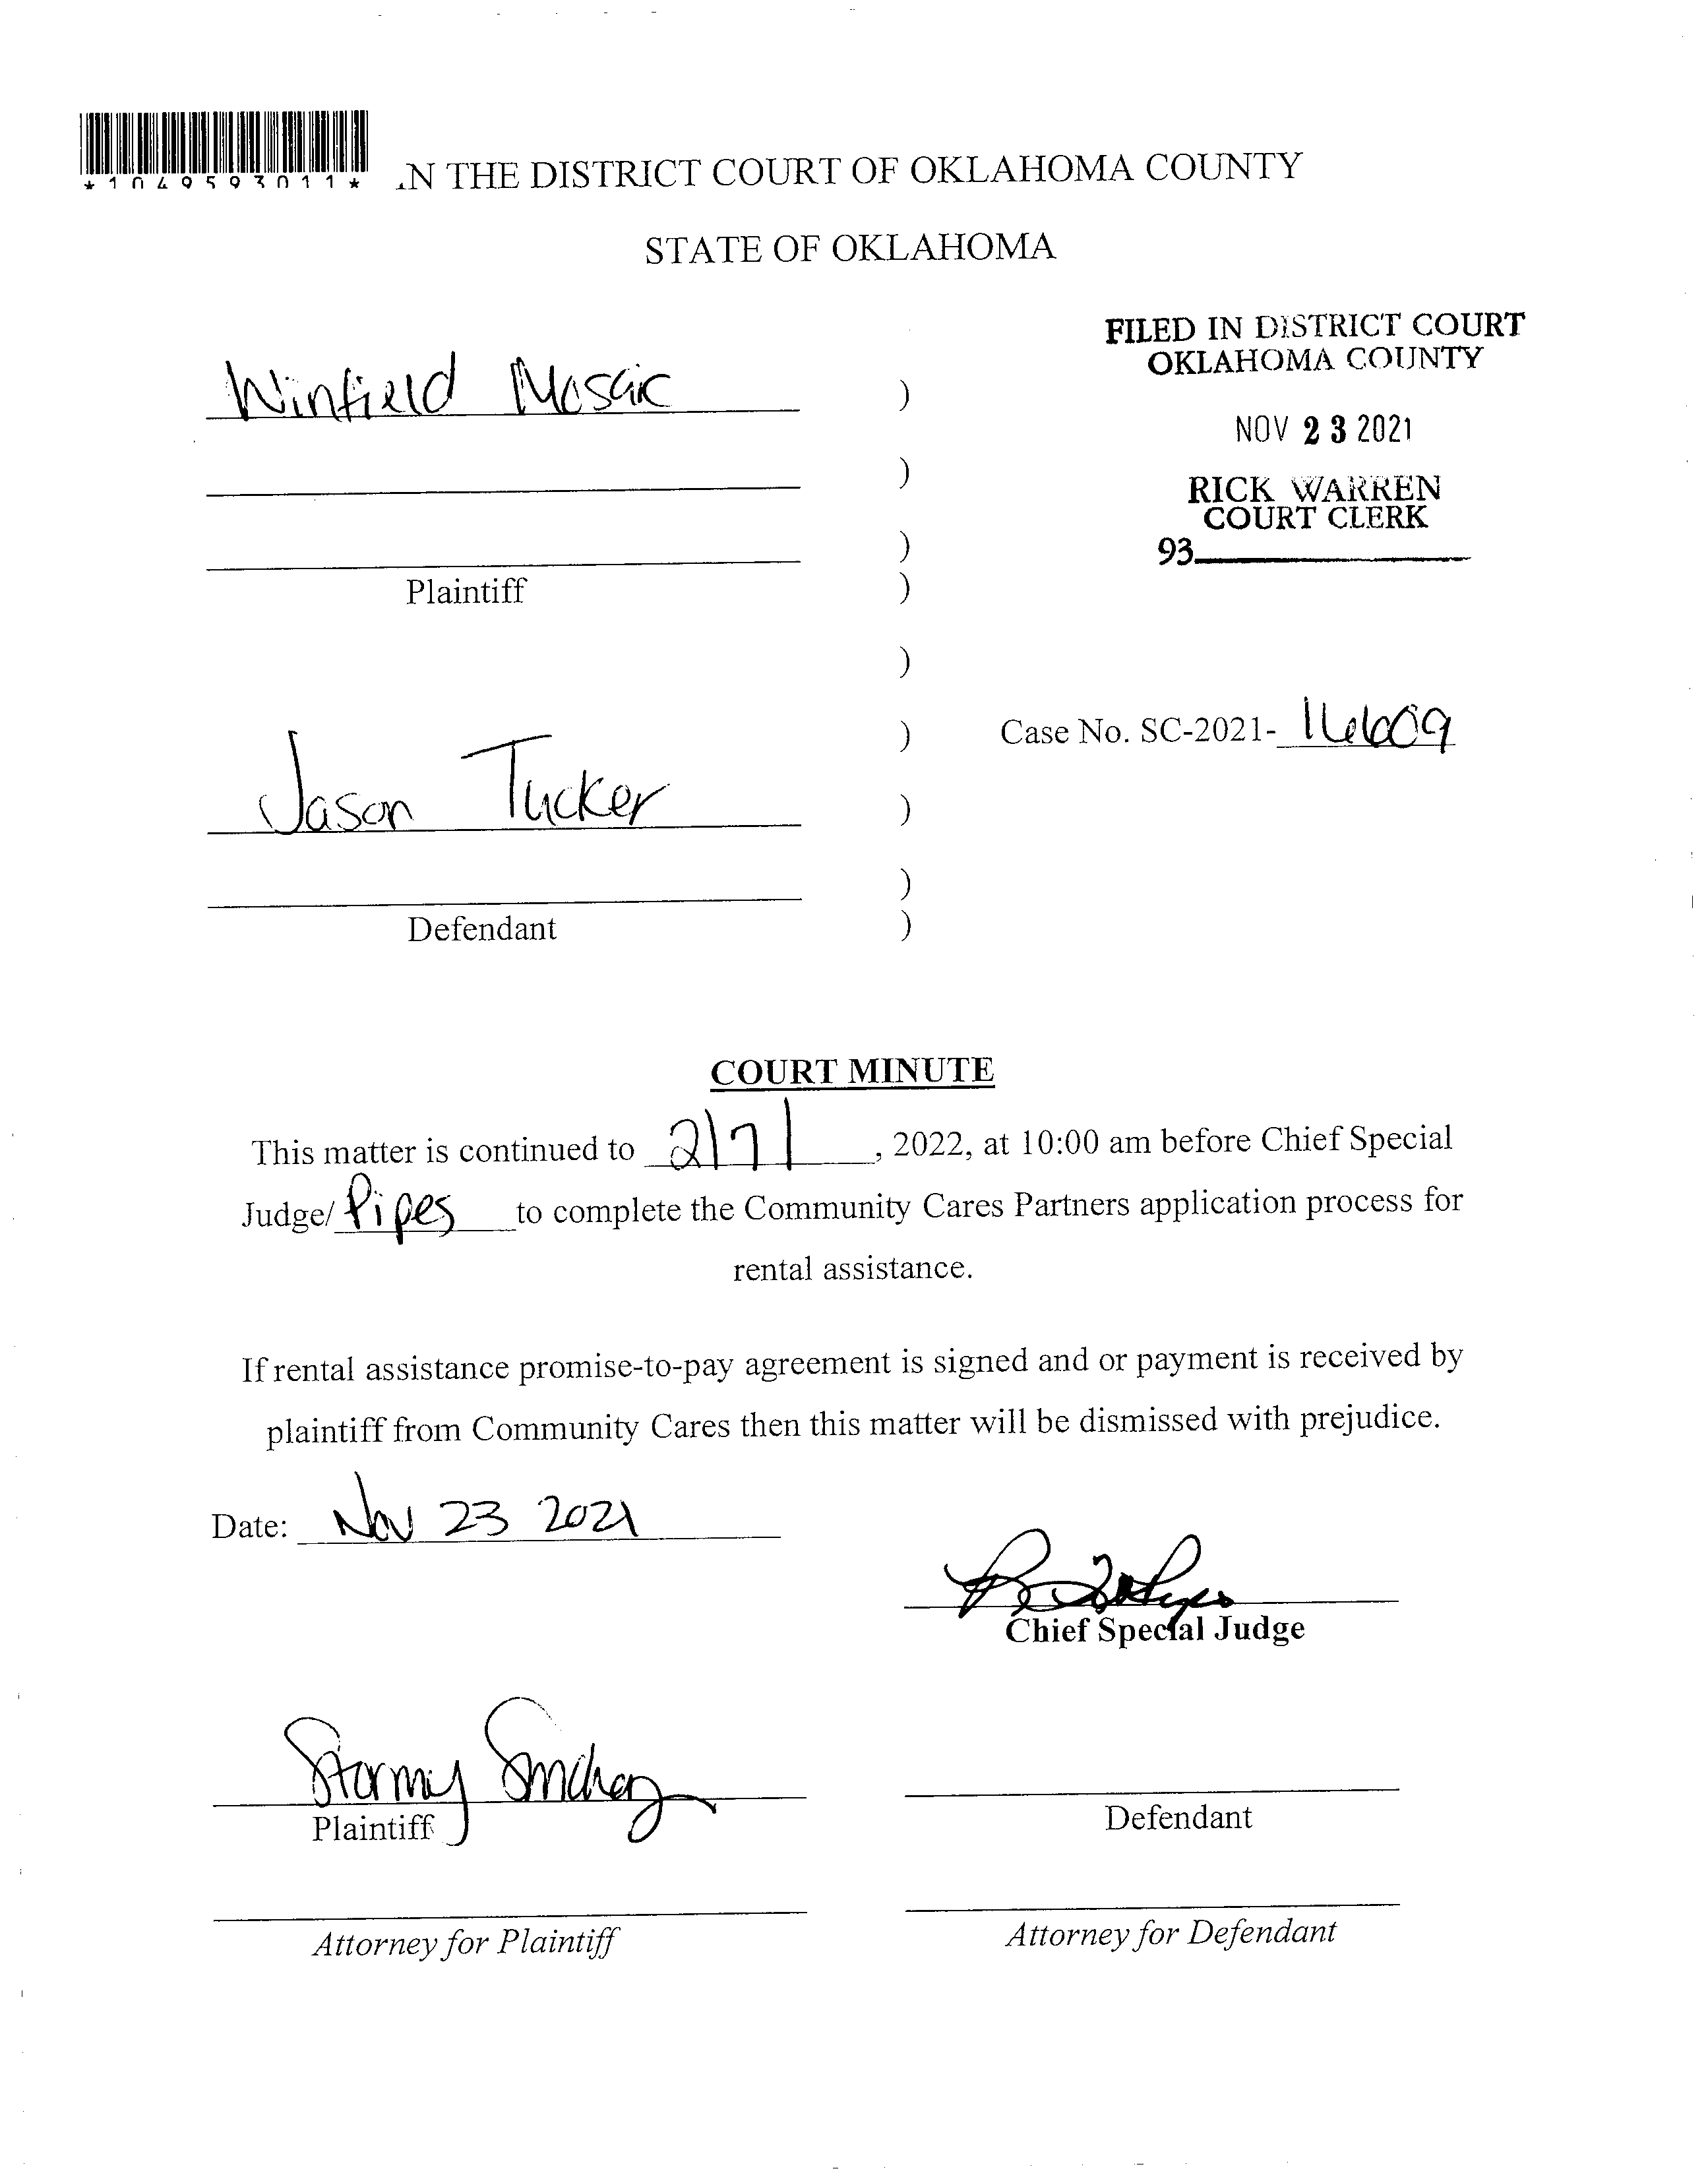 *1049593011*
.N THE DISTRICT COURT OF OKLAHOMA COUNTY
STATE OF OKLAHOMA
FILED IN DISTRICT COURT
OKLAHOMA COUNTY
NOV 23 2021
RICK WARREN
COURT CLERK
93
Winfield Mosaic )
)
)
Plaintiff )
)
) Case No. SC-2021- 16609
Jason Tucker )
)
Defendant )
COURT MINUTE
This matter is continued to 2/7/ , 2022, at 10:00 am before Chief Special
Judge/ Pipes to complete the Community Cares Partners application process for
rental assistance.
If rental assistance promise-to-pay agreement is signed and or payment is received by
plaintiff from Community Cares then this matter will be dismissed with prejudice.
Date: Nov 23 2021
Chief Special Judge
Stormy
Plaintiff
Defendant
Attorney for Plaintiff
Attorney for Defendant